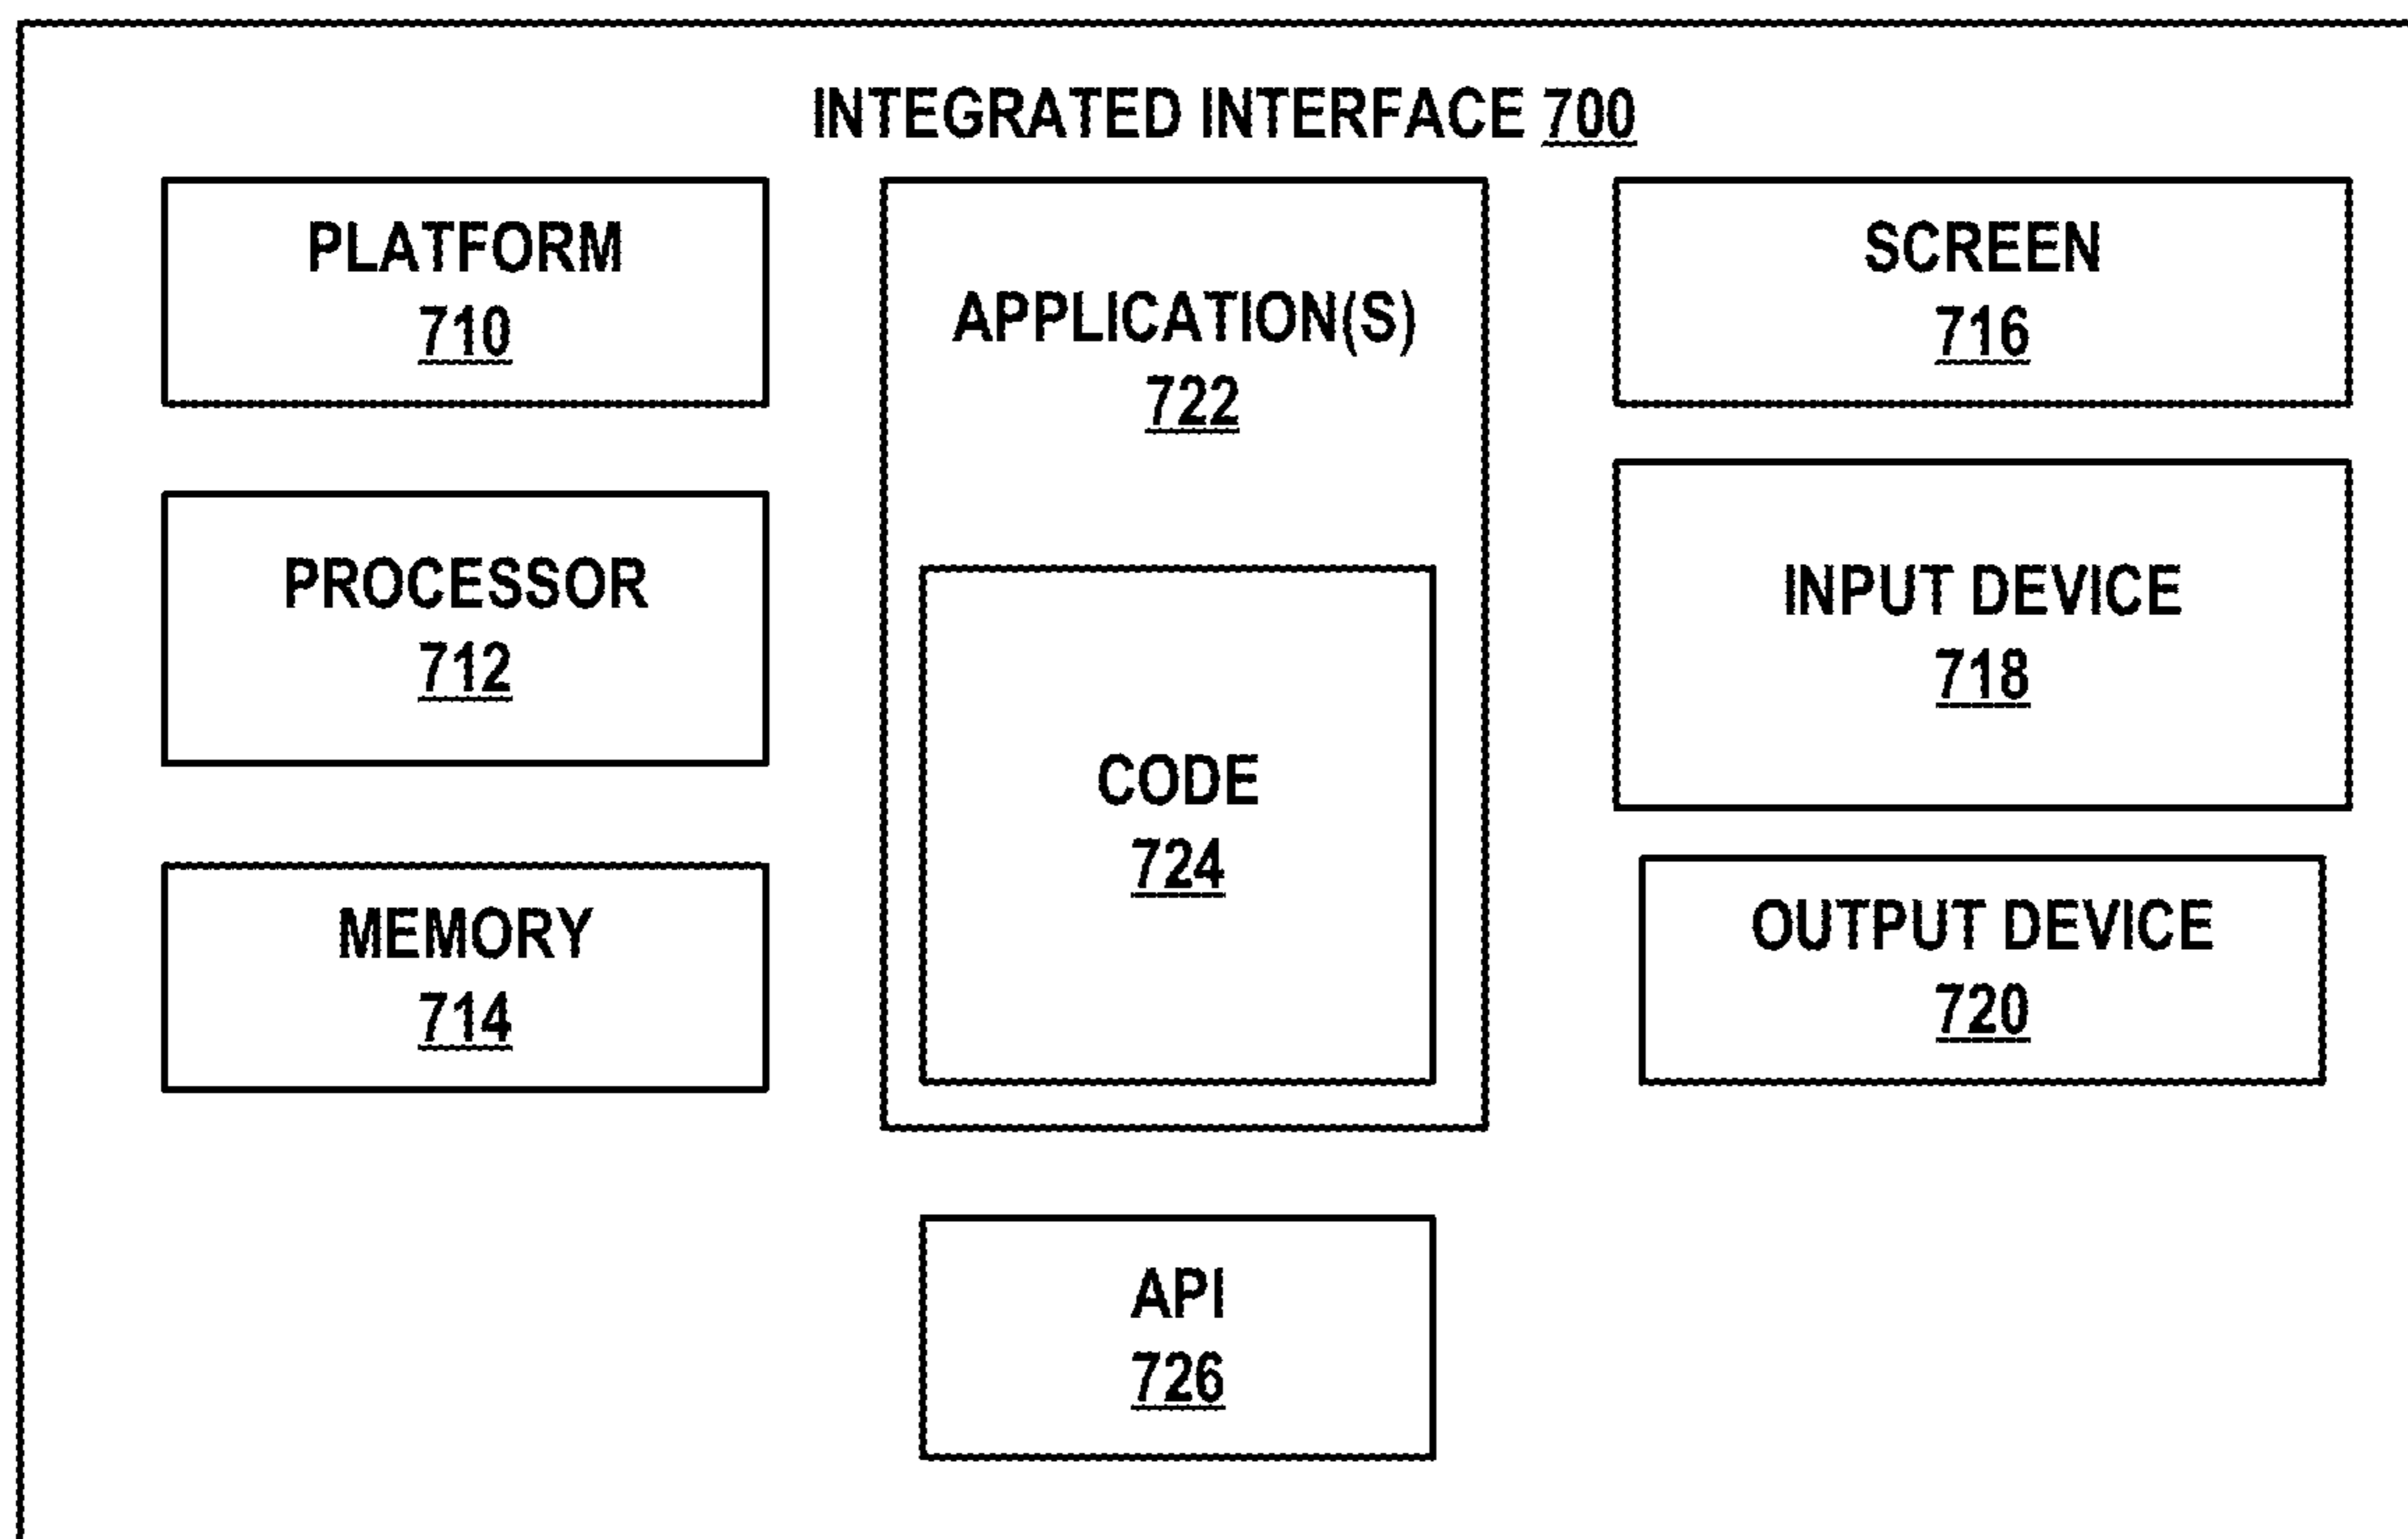 INTEGRATED INTERFACE 700
PLATFORM
710
PROCESSOR
712
MEMORY
714
APPLICATION(S)
722
CODE
724
API
726
SCREEN
716
INPUT DEVICE
718
OUTPUT DEVICE
720